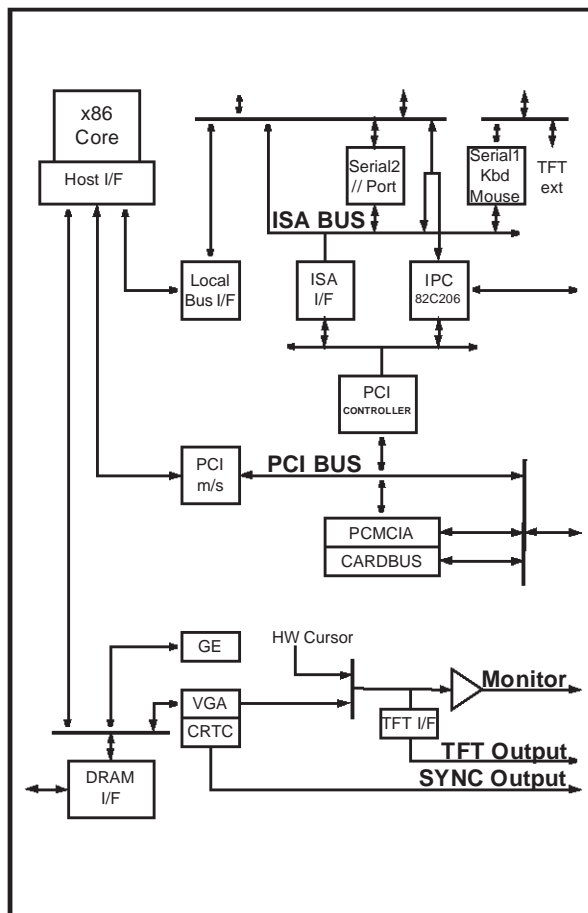 x86
Core
Host I/F
Serial2
// Port
Serial1
Kbd
Mouse
TFT
ext
ISA BUS
Local
Bus I/F
ISA
I/F
IPC
82C206
PCI
CONTROLLER
PCI
m/s
PCI BUS
PCMCIA
CARDBUS
HW Cursor
GE
VGA
CRTC
Monitor
TFT I/F
TFT Output
SYNC Output
DRAM
I/F